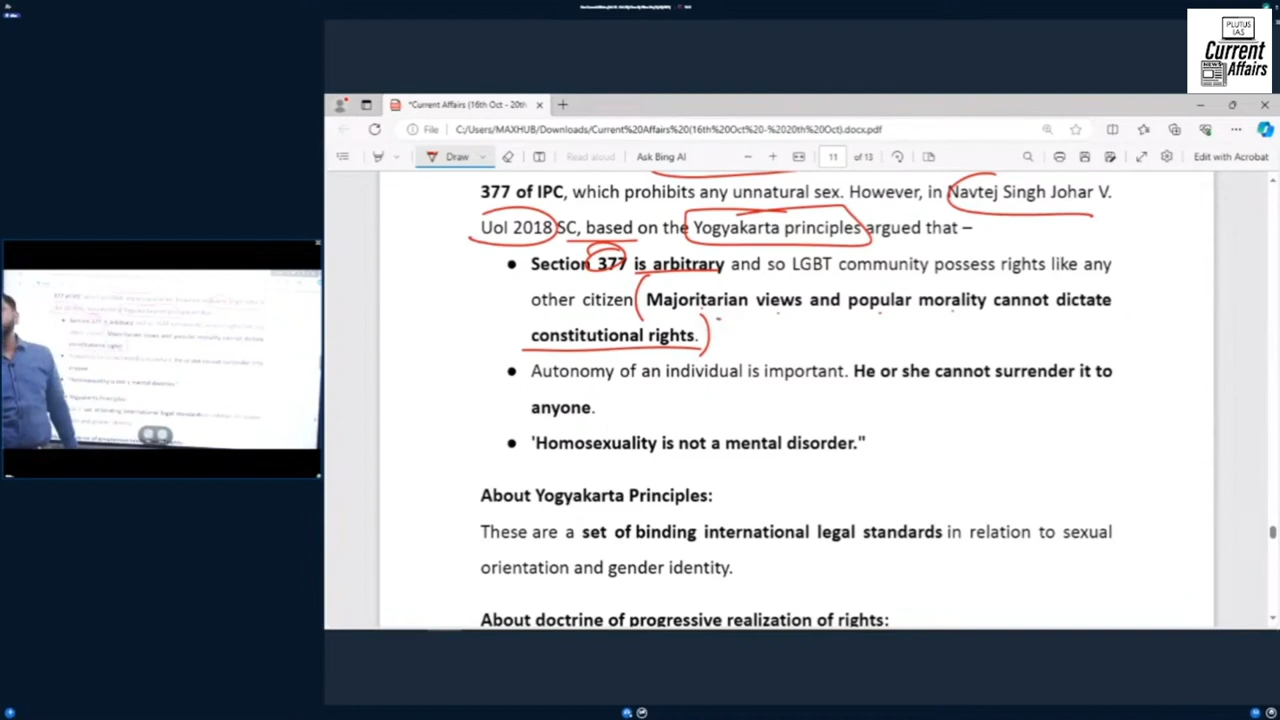 PLUTUS
IAS
Current
NEWS
Affairs
*Current Affairs (16th Oct - 20th
File
C:/Users/MAXHUB/Downloads/Current%20Affairs%20(16th%20Oct%20-%2020th%20Oct).docx.pdf
Draw
Read aloud
Ask Bing AI
11 of 13
Edit with Acrobat
377 of IPC, which prohibits any unnatural sex. However, in Navtej Singh Johar V.
UoI 2018 SC, based on the Yogyakarta principles argued that –
● Section 377 is arbitrary and so LGBT community possess rights like any
other citizen. Majoritarian views and popular morality cannot dictate
constitutional rights.
● Autonomy of an individual is important. He or she cannot surrender it to
anyone.
● 'Homosexuality is not a mental disorder."
About Yogyakarta Principles:
These are a set of binding international legal standards in relation to sexual
orientation and gender identity.
About doctrine of progressive realization of rights: